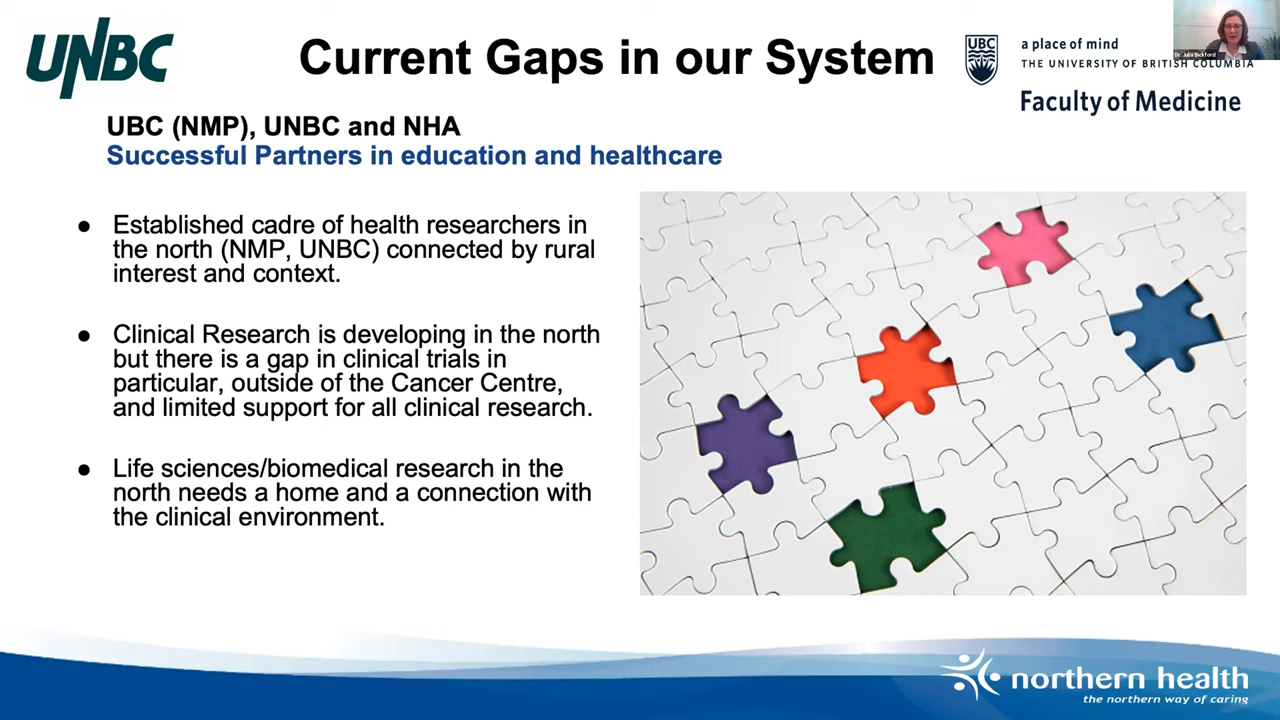 UNBC
Current Gaps in our System
UBC
a place of mind
THE UNIVERSITY OF BRITISH COLUMBIA
Faculty of Medicine
Dr. Julia Bickford
UBC (NMP), UNBC and NHA
Successful Partners in education and healthcare
● Established cadre of health researchers in
the north (NMP, UNBC) connected by rural
interest and context.
● Clinical Research is developing in the north
but there is a gap in clinical trials in
particular, outside of the Cancer Centre,
and limited support for all clinical research.
● Life sciences/biomedical research in the
north needs a home and a connection with
the clinical environment.
northern health
the northern way of caring